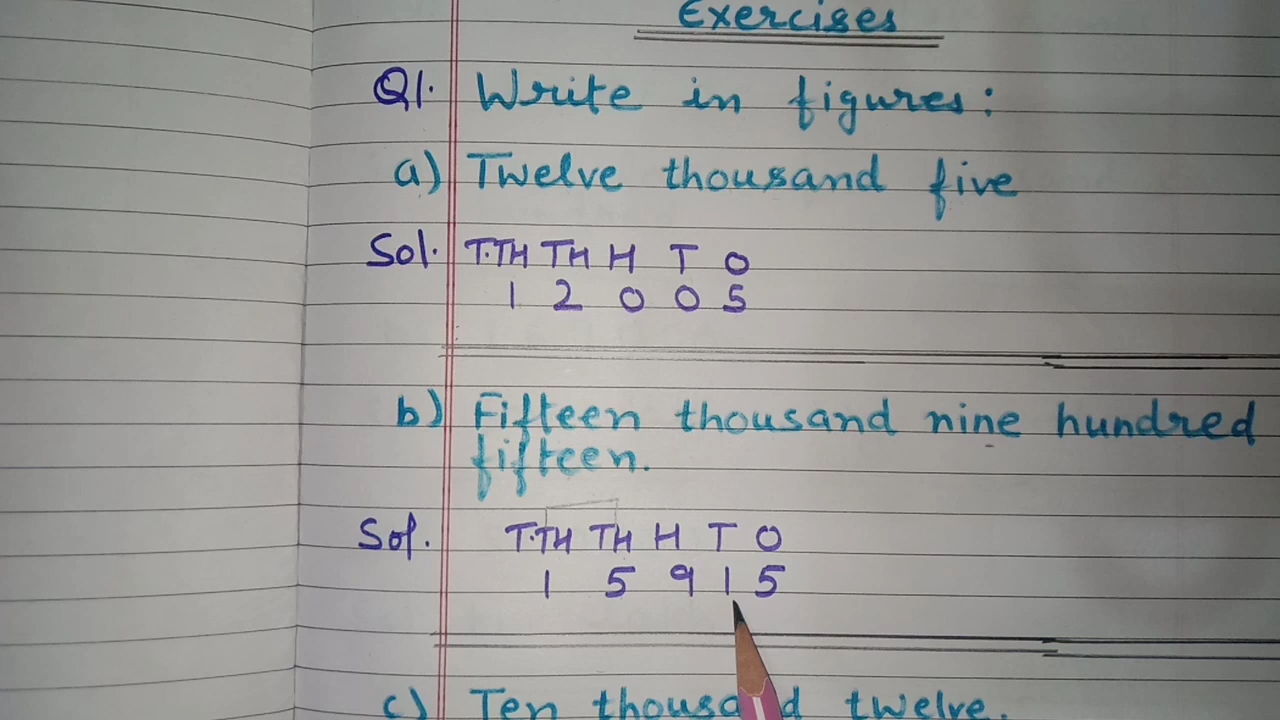 Exercises
Q1. Write in figures:
a) Twelve thousand five
Sol. T.TH TH H T O
1 2 0 0 5
b) Fifteen thousand nine hundred
fifteen.
Sol. T.TH TH H T O
1 5 9 1 5
c) Ten thousand twelve.